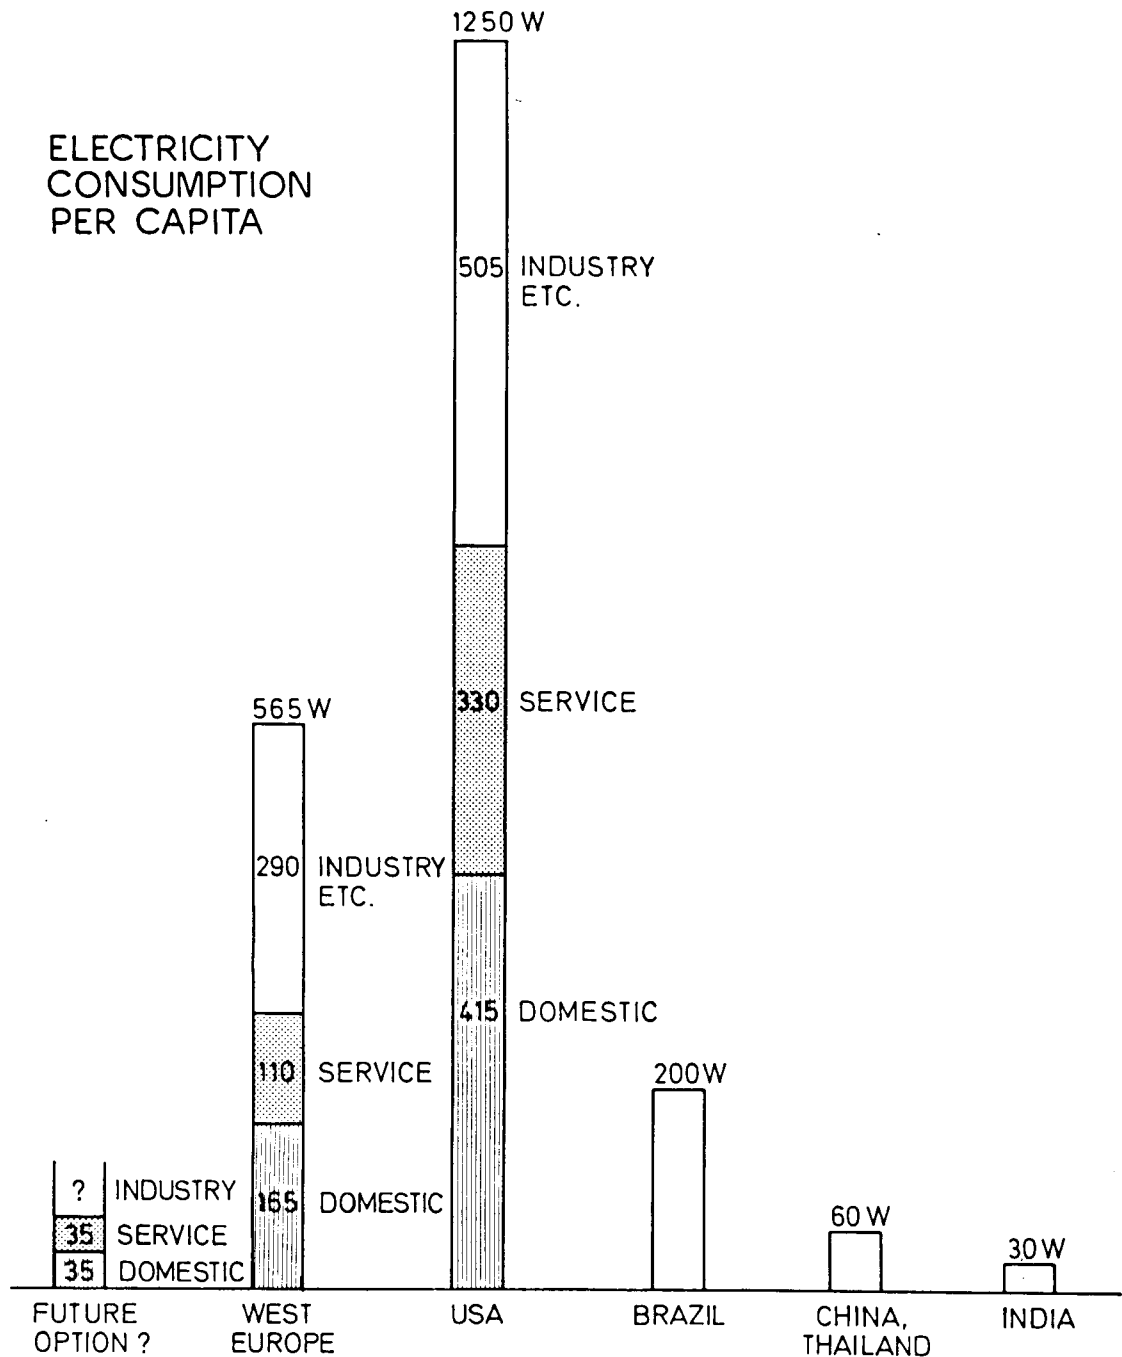 1250 W
ELECTRICITY
CONSUMPTION
PER CAPITA
505 INDUSTRY
ETC.
330 SERVICE
565 W
290 INDUSTRY
ETC.
415 DOMESTIC
110 SERVICE
200 W
165 DOMESTIC
? INDUSTRY
35 SERVICE
35 DOMESTIC
60 W
30 W
FUTURE
OPTION ?
WEST
EUROPE
USA
BRAZIL
CHINA,
THAILAND
INDIA